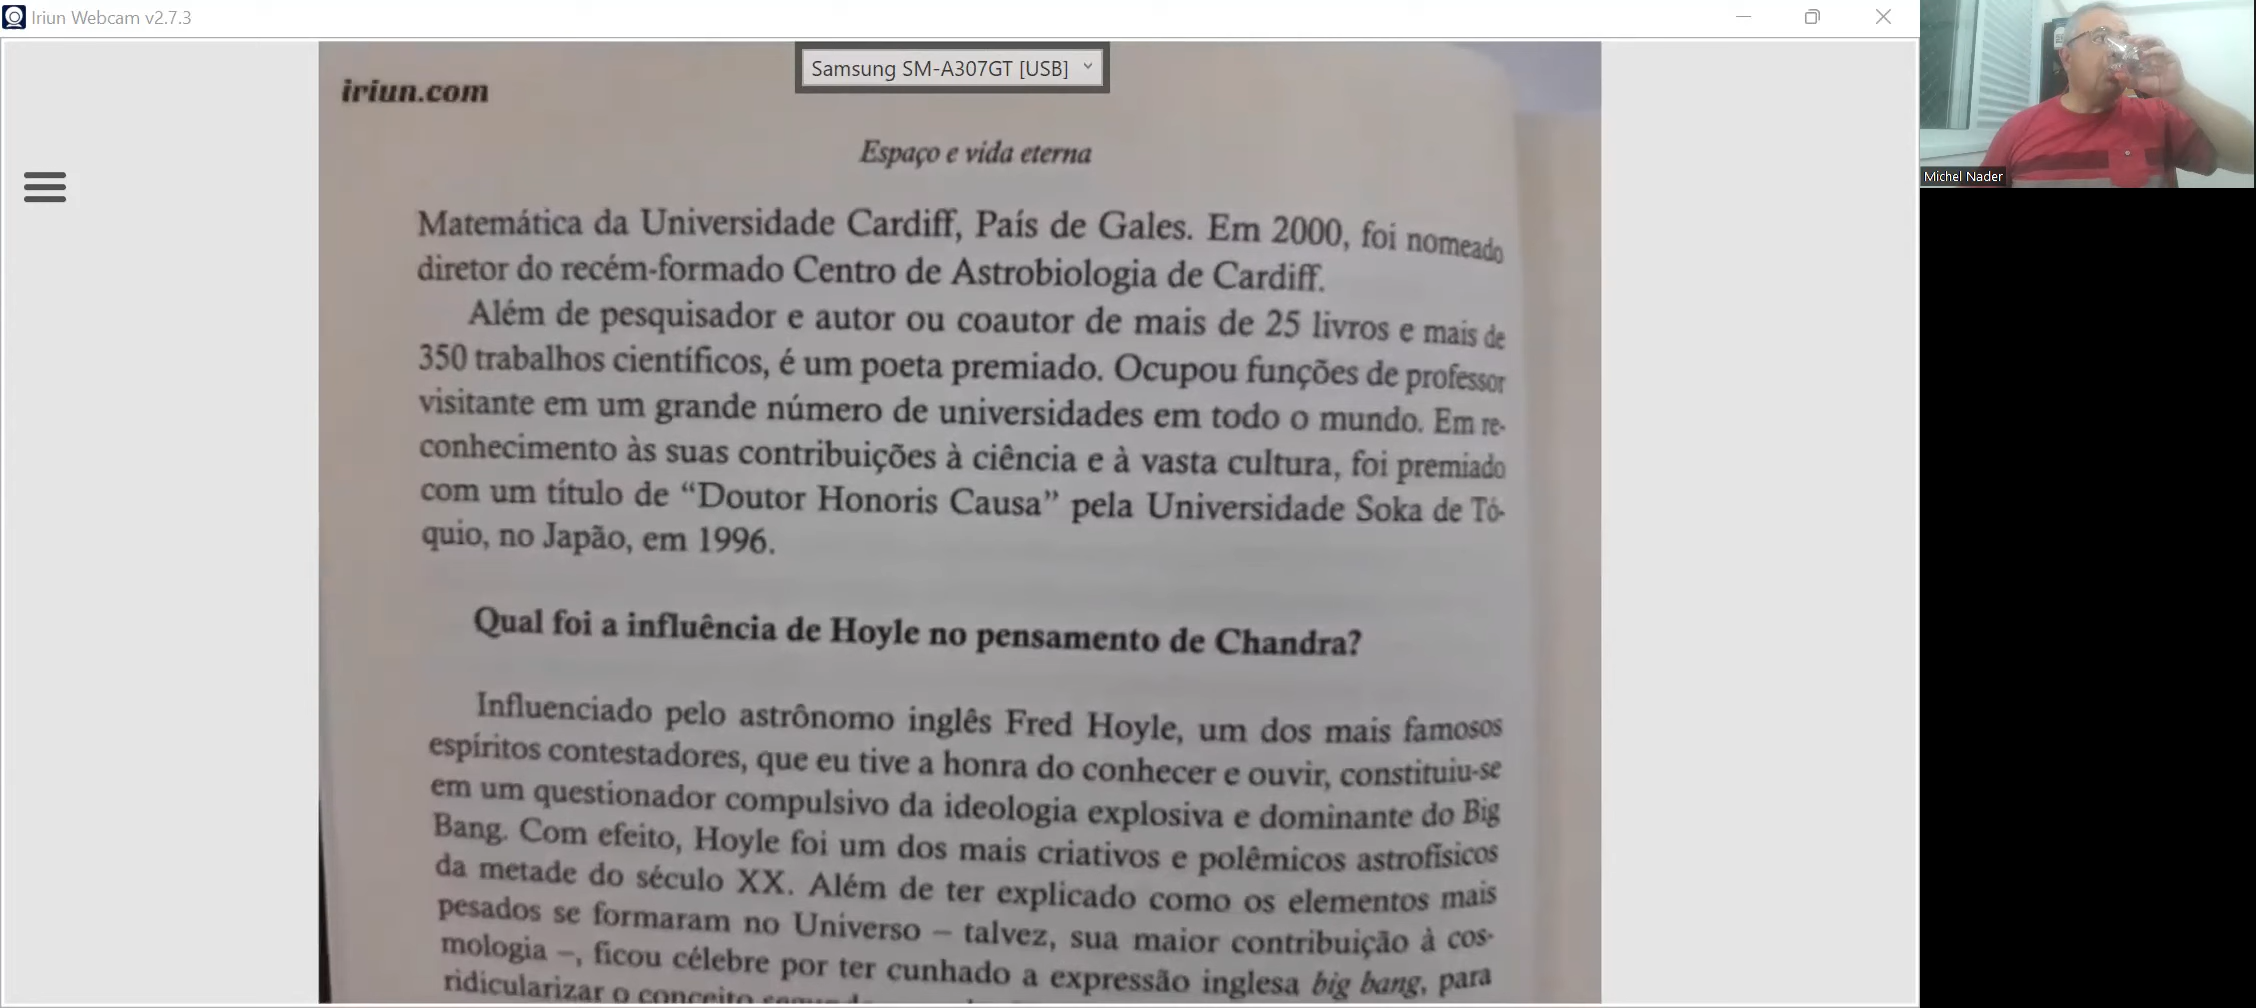 Iriun Webcam v2.7.3
Samsung SM-A307GT [USB]
iriun.com
Espaço e vida eterna
Matemática da Universidade Cardiff, País de Gales. Em 2000, foi nomeado
diretor do recém-formado Centro de Astrobiologia de Cardiff.
Além de pesquisador e autor ou coautor de mais de 25 livros e mais de
350 trabalhos científicos, é um poeta premiado. Ocupou funções de professor
visitante em um grande número de universidades em todo o mundo. Em re-
conhecimento às suas contribuições à ciência e à vasta cultura, foi premiado
com um título de “Doutor Honoris Causa” pela Universidade Soka de Tó-
quio, no Japão, em 1996.
Qual foi a influência de Hoyle no pensamento de Chandra?
Influenciado pelo astrônomo inglês Fred Hoyle, um dos mais famosos
espíritos contestadores, que eu tive a honra do conhecer e ouvir, constituiu-se
em um questionador compulsivo da ideologia explosiva e dominante do Big
Bang. Com efeito, Hoyle foi um dos mais criativos e polêmicos astrofísicos
da metade do século XX. Além de ter explicado como os elementos mais
pesados se formaram no Universo – talvez, sua maior contribuição à cos-
mologia –, ficou célebre por ter cunhado a expressão inglesa big bang, para
ridicularizar o conceito
Michel Nader